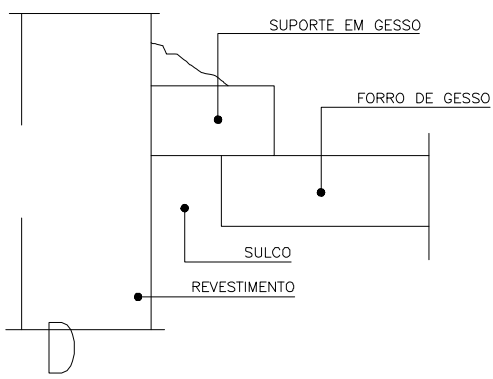 SUPORTE EM GESSO
FORRO DE GESSO
SULCO
REVESTIMENTO